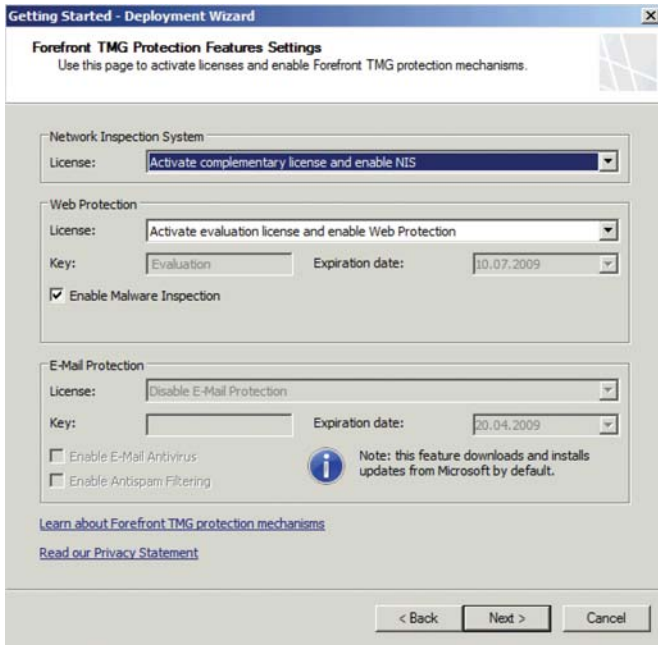 Getting Started - Deployment Wizard
Forefront TMG Protection Features Settings
Use this page to activate licenses and enable Forefront TMG protection mechanisms.
Network Inspection System
License: Activate complementary license and enable NIS
Web Protection
License: Activate evaluation license and enable Web Protection
Key: Evaluation Expiration date: 10.07.2009
Enable Malware Inspection
E-Mail Protection
License: Disable E-Mail Protection
Key: Expiration date: 20.04.2009
Enable E-Mail Antivirus Note: this feature downloads and installs
Enable Antispam Filtering updates from Microsoft by default.
Learn about Forefront TMG protection mechanisms
Read our Privacy Statement
< Back Next > Cancel